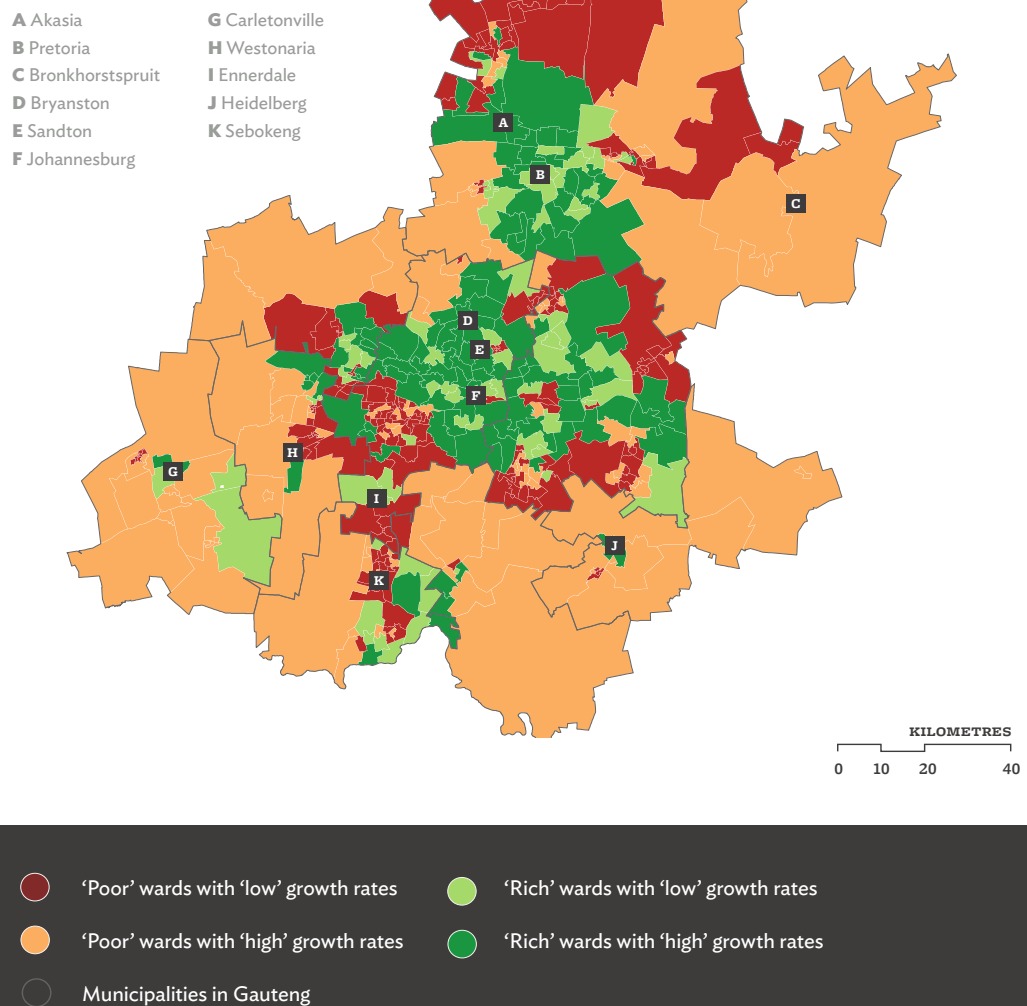 A Akasia
B Pretoria
C Bronkhorstspruit
D Bryanston
E Sandton
F Johannesburg
G Carletonville
H Westonaria
I Ennerdale
J Heidelberg
K Sebokeng
A
B
C
D
E
F
H
G
I
J
K
KILOMETRES
0 10 20 40
‘Poor’ wards with ‘low’ growth rates
‘Poor’ wards with ‘high’ growth rates
Municipalities in Gauteng
‘Rich’ wards with ‘low’ growth rates
‘Rich’ wards with ‘high’ growth rates